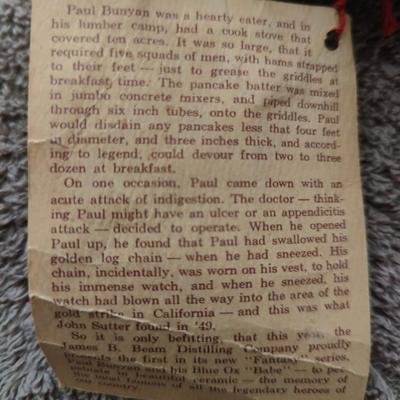 Paul Bunyan was a hearty eater, and in
his lumber camp, had a cook stove that
covered ten acres. It was so large, that it
required five squads of men, with hams strapped
to their feet — just to grease the griddles at
breakfast time. The pancake batter was mixed
in jumbo concrete mixers, and piped downhill
through six inch tubes, onto the griddles. Paul
would disdain any pancakes less that four feet
in diameter, and three inches thick, and accord-
ing to legend, could devour from two to three
dozen at breakfast.
On one occasion, Paul came down with an
acute attack of indigestion. The doctor — think-
ing Paul might have an ulcer or an appendicitis
attack — decided to operate. When he opened
Paul up, he found that Paul had swallowed his
golden log chain — when he had sneezed. His
chain, incidentally, was worn on his vest, to hold
his immense watch, and when he sneezed, his
watch had blown all the way into the area of the
gold strike in California — and this was what
John Sutter found in '49.
So it is only befitting, that this year, the
James B. Beam Distilling Company proudly
presents the first in its new "Fantasy" series,
Paul Bunyan and his Blue Ox "Babe" — to per-
petuate in beautiful ceramic — the memory of
the most famous of all the legendary heroes of
our country.